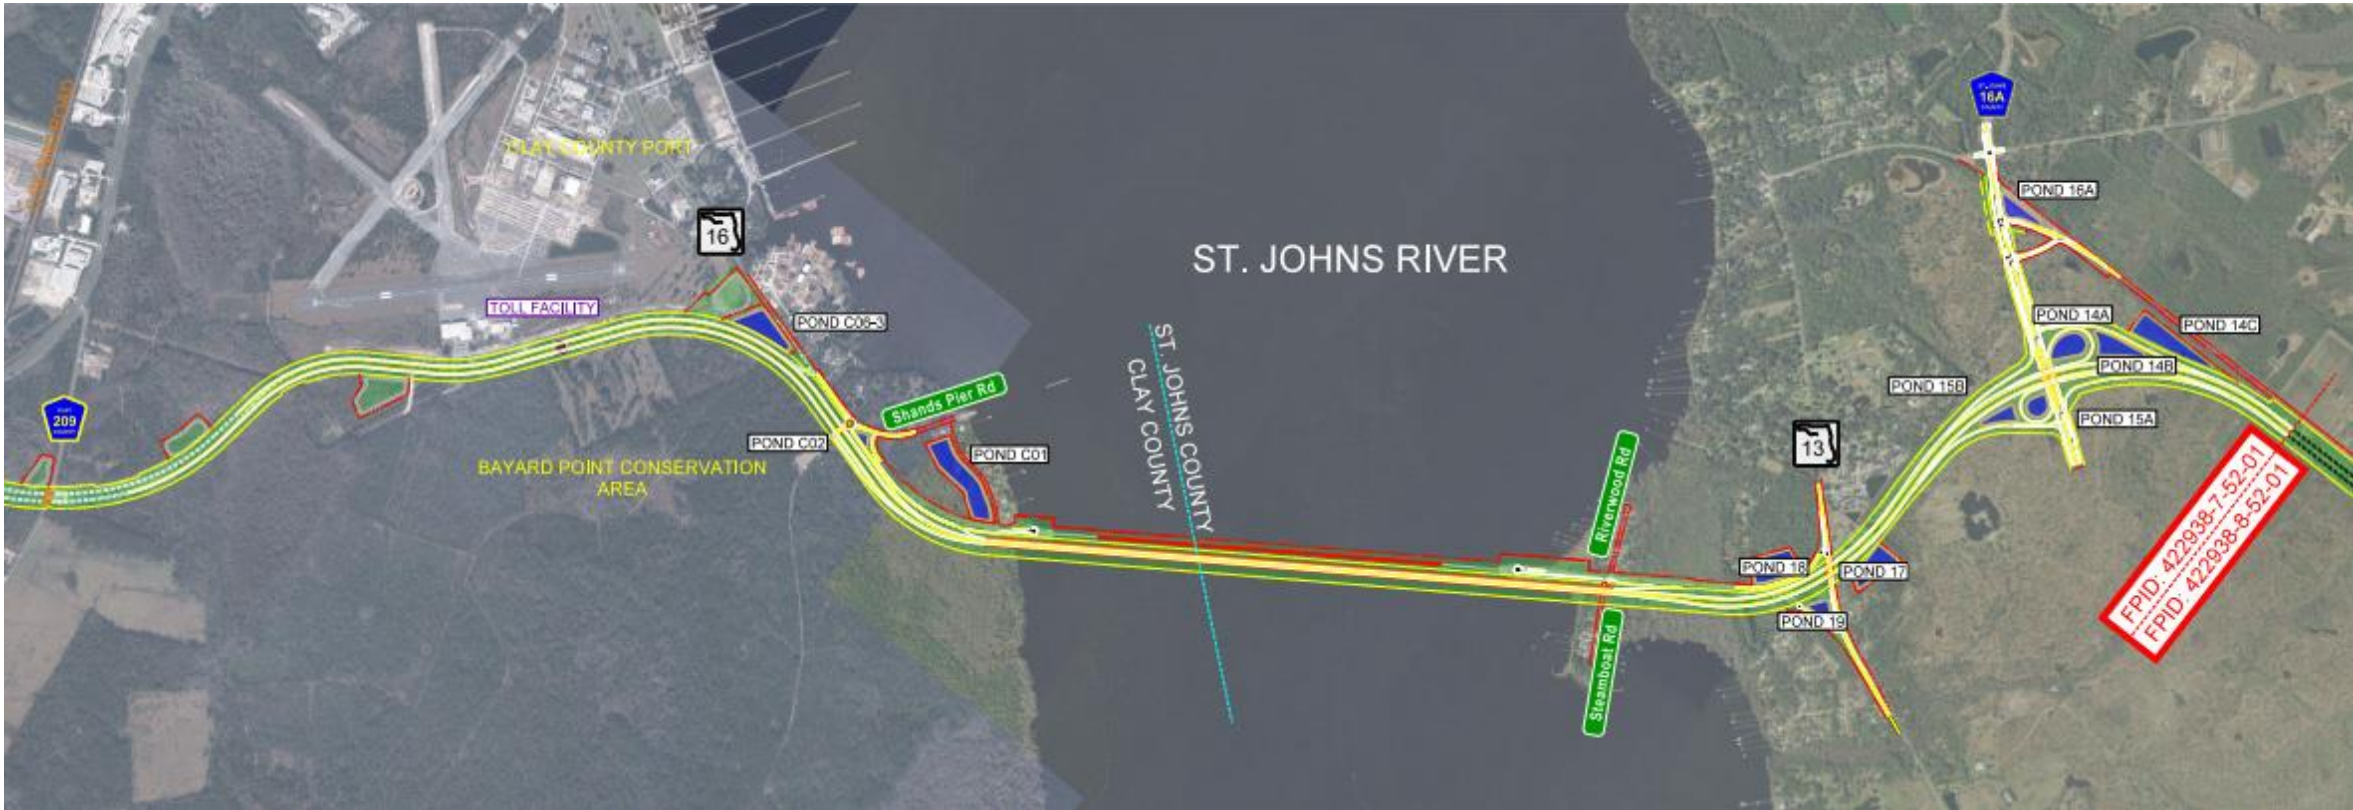 CLAY COUNTY PORT
16
TOLL FACILITY
POND C06-3
209
Shands Pier Rd
POND C02
POND C01
BAYARD POINT CONSERVATION
AREA
ST. JOHNS RIVER
ST. JOHNS COUNTY
CLAY COUNTY
Riverwood Rd
Steamboat Rd
16A
POND 16A
POND 14A
POND 14C
POND 14B
POND 15B
POND 15A
13
POND 18
POND 17
POND 19
FPID: 422938-7-52-01
FPID: 422938-8-52-01